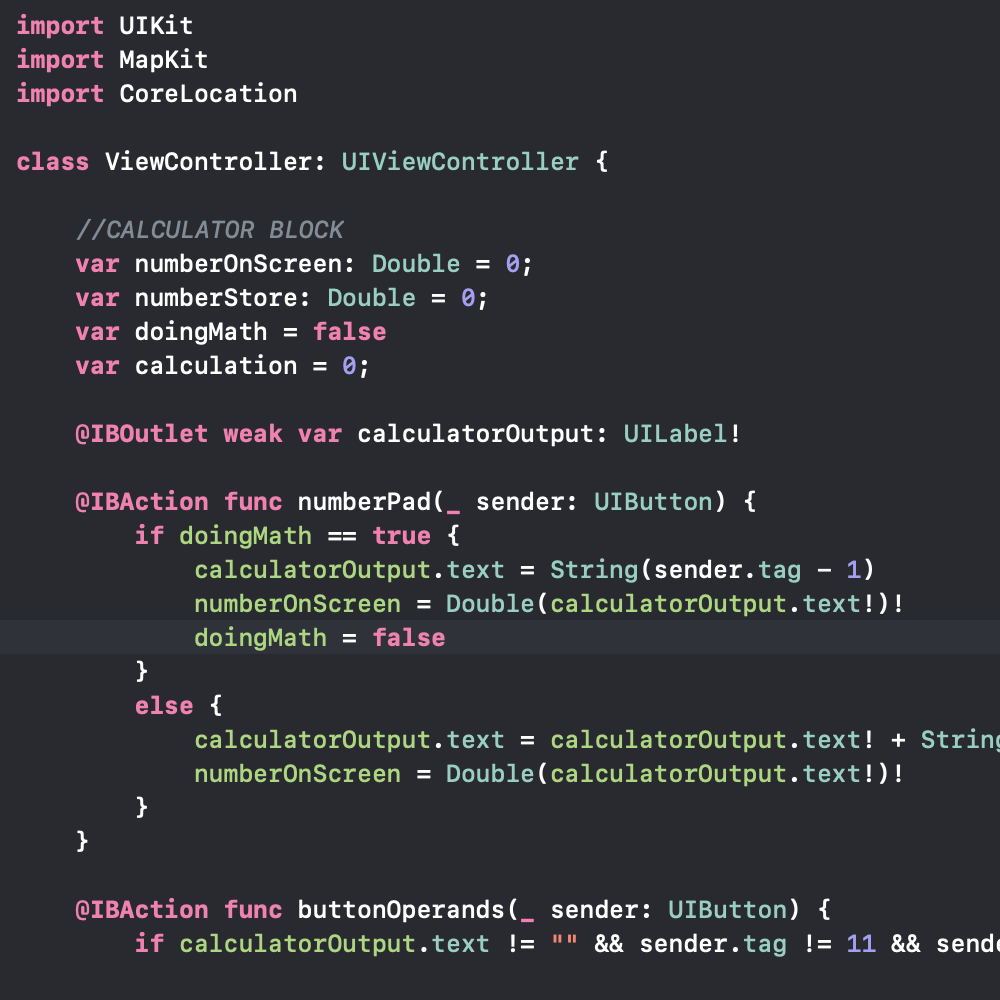 import UIKit
import MapKit
import CoreLocation
class ViewController: UIViewController {
//CALCULATOR BLOCK
var numberOnScreen: Double = 0;
var numberStore: Double = 0;
var doingMath = false
var calculation = 0;
@IBOutlet weak var calculatorOutput: UILabel!
@IBAction func numberPad(_ sender: UIButton) {
if doingMath == true {
calculatorOutput.text = String(sender.tag - 1)
numberOnScreen = Double(calculatorOutput.text!)!
doingMath = false
}
else {
calculatorOutput.text = calculatorOutput.text! + String
numberOnScreen = Double(calculatorOutput.text!)!
}
}
@IBAction func buttonOperands(_ sender: UIButton) {
if calculatorOutput.text != "" && sender.tag != 11 && sende